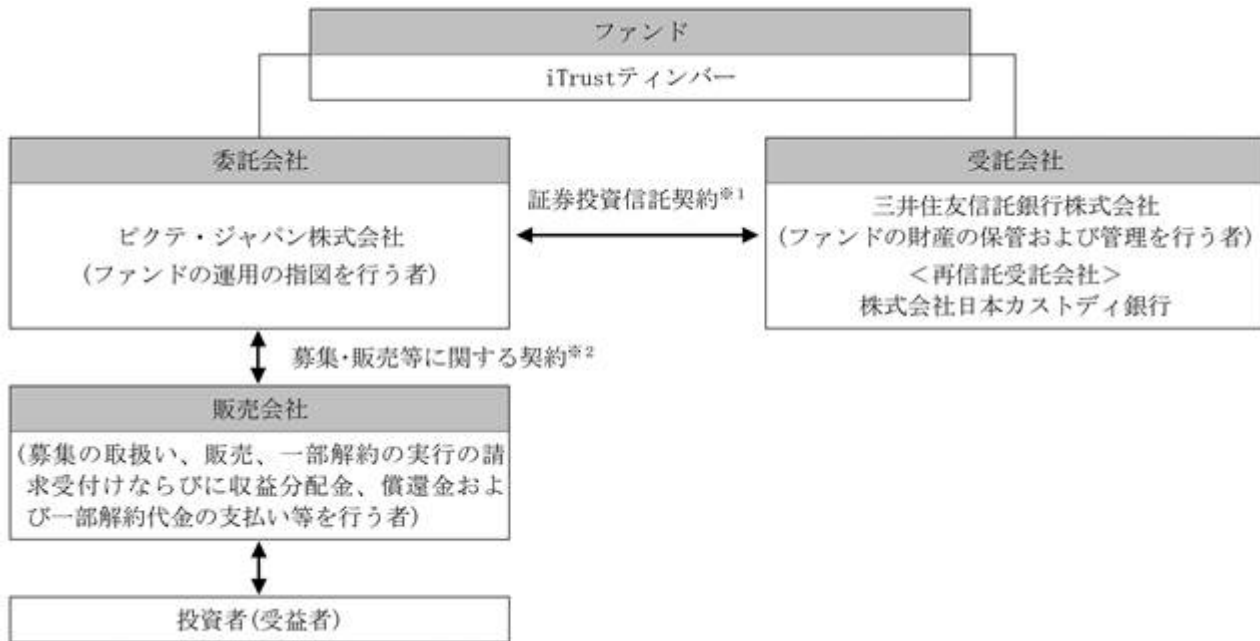 ファンド
iTrustティンバー
委託会社
ピクテ・ジャパン株式会社
(ファンドの運用の指図を行う者)
証券投資信託契約※1
受託会社
三井住友信託銀行株式会社
(ファンドの財産の保管および管理を行う者)
＜再信託受託会社＞
株式会社日本カストディ銀行
募集・販売等に関する契約※2
販売会社
(募集の取扱い、販売、一部解約の実行の請
求受付けならびに収益分配金、償還金およ
び一部解約代金の支払い等を行う者)
投資者(受益者)